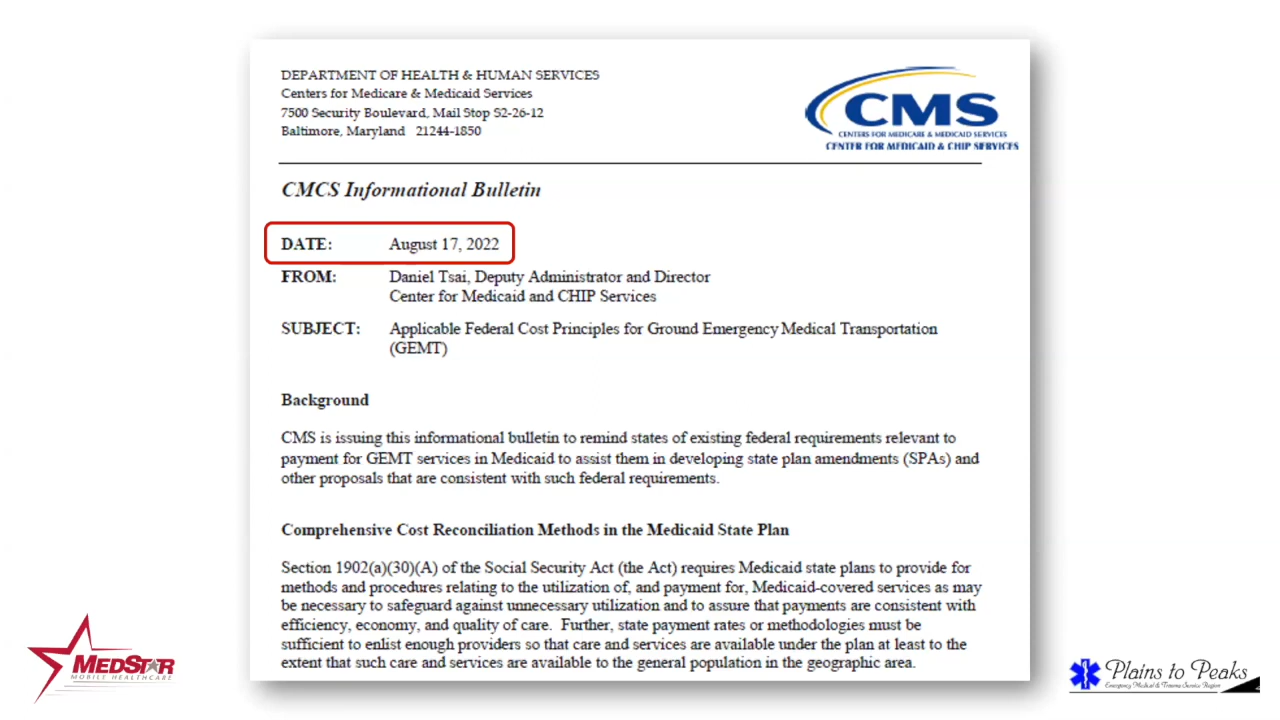 DEPARTMENT OF HEALTH & HUMAN SERVICES
Centers for Medicare & Medicaid Services
7500 Security Boulevard, Mail Stop S2-26-12
Baltimore, Maryland 21244-1850
CMS
CENTERS FOR MEDICARE & MEDICAID SERVICES
CENTER FOR MEDICAID & CHIP SERVICES
CMCS Informational Bulletin
DATE: August 17, 2022
FROM: Daniel Tsai, Deputy Administrator and Director
Center for Medicaid and CHIP Services
SUBJECT: Applicable Federal Cost Principles for Ground Emergency Medical Transportation
(GEMT)
Background
CMS is issuing this informational bulletin to remind states of existing federal requirements relevant to
payment for GEMT services in Medicaid to assist them in developing state plan amendments (SPAs) and
other proposals that are consistent with such federal requirements.
Comprehensive Cost Reconciliation Methods in the Medicaid State Plan
Section 1902(a)(30)(A) of the Social Security Act (the Act) requires Medicaid state plans to provide for
methods and procedures relating to the utilization of, and payment for, Medicaid-covered services as may
be necessary to safeguard against unnecessary utilization and to assure that payments are consistent with
efficiency, economy, and quality of care. Further, state payment rates or methodologies must be
sufficient to enlist enough providers so that care and services are available under the plan at least to the
extent that such care and services are available to the general population in the geographic area.
MEDSTAR
MOBILE HEALTHCARE
Plains to Peaks
Emergency Medical & Trauma Service Region